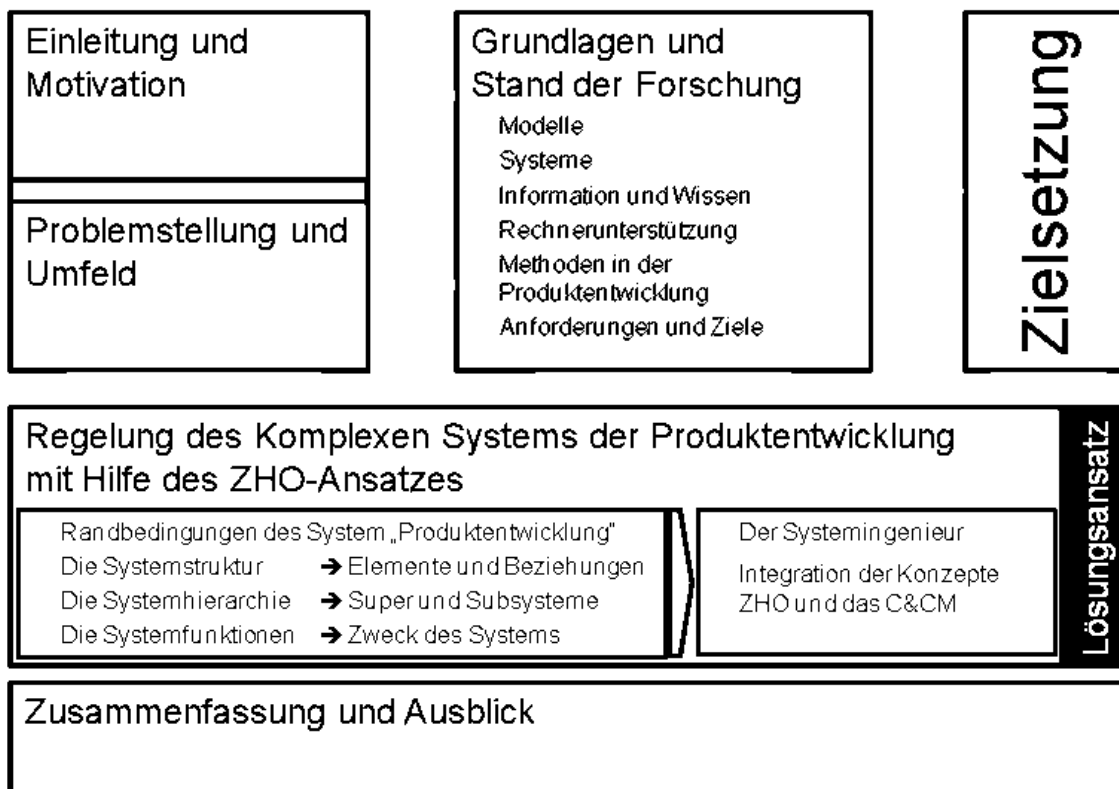 Einleitung und
Motivation
Problemstellung und
Umfeld
Grundlagen und
Stand der Forschung
Modelle
Systeme
Information und Wissen
Rechnerunterstützung
Methoden in der
Produktentwicklung
Anforderungen und Ziele
Zielsetzung
Regelung des Komplexen Systems der Produktentwicklung
mit Hilfe des ZHO-Ansatzes
Randbedingungen des System „Produktentwicklung“
Die Systemstruktur ➔ Elemente und Beziehungen
Die Systemhierarchie ➔ Super und Subsysteme
Die Systemfunktionen ➔ Zweck des Systems
Der Systemingenieur
Integration der Konzepte
ZHO und das C&CM
Lösungsansatz
Zusammenfassung und Ausblick